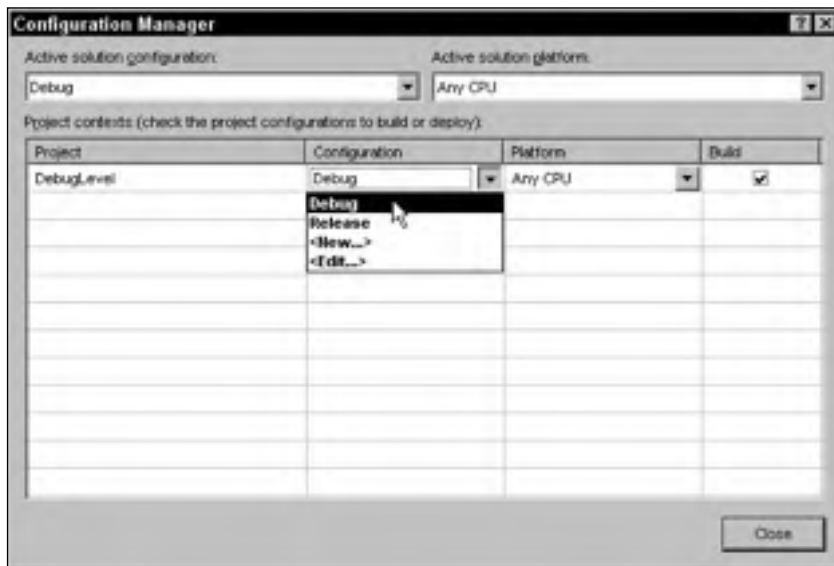 Configuration Manager
Active solution configuration: Active solution platform:
Debug Any CPU
Project contexts (check the project configurations to build or deploy):
Project Configuration Platform Build
DebugLevel Debug Any CPU
Debug
Release
<New...>
<Edit...>
Close